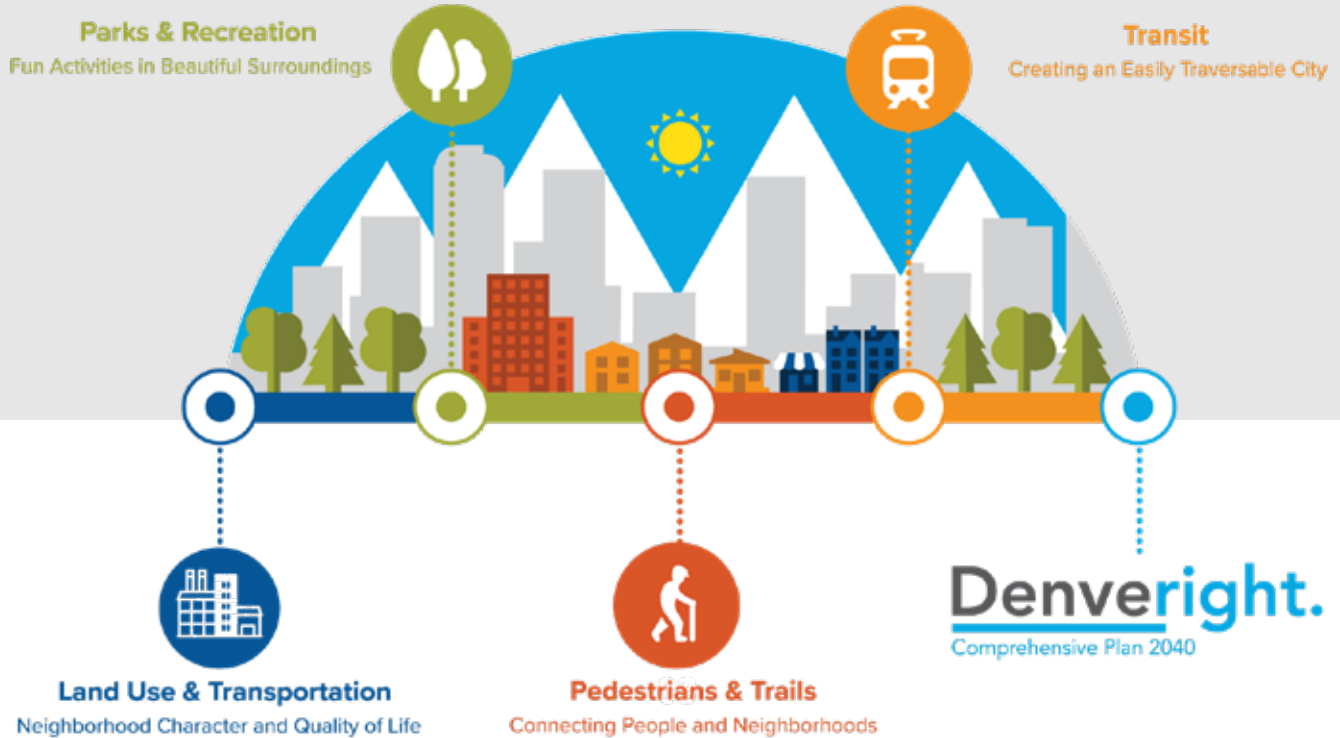 Parks & Recreation
Fun Activities in Beautiful Surroundings
Transit
Creating an Easily Traversable City
Denveright.
Comprehensive Plan 2040
Land Use & Transportation
Neighborhood Character and Quality of Life
Pedestrians & Trails
Connecting People and Neighborhoods